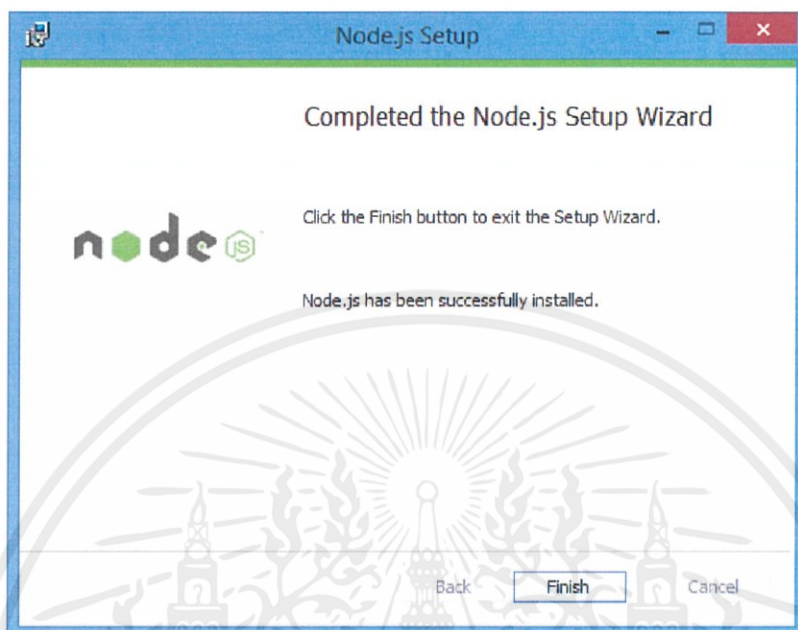 Node.js Setup
Completed the Node.js Setup Wizard
node
JS
Click the Finish button to exit the Setup Wizard.
Node.js has been successfully installed.
Back Finish Cancel